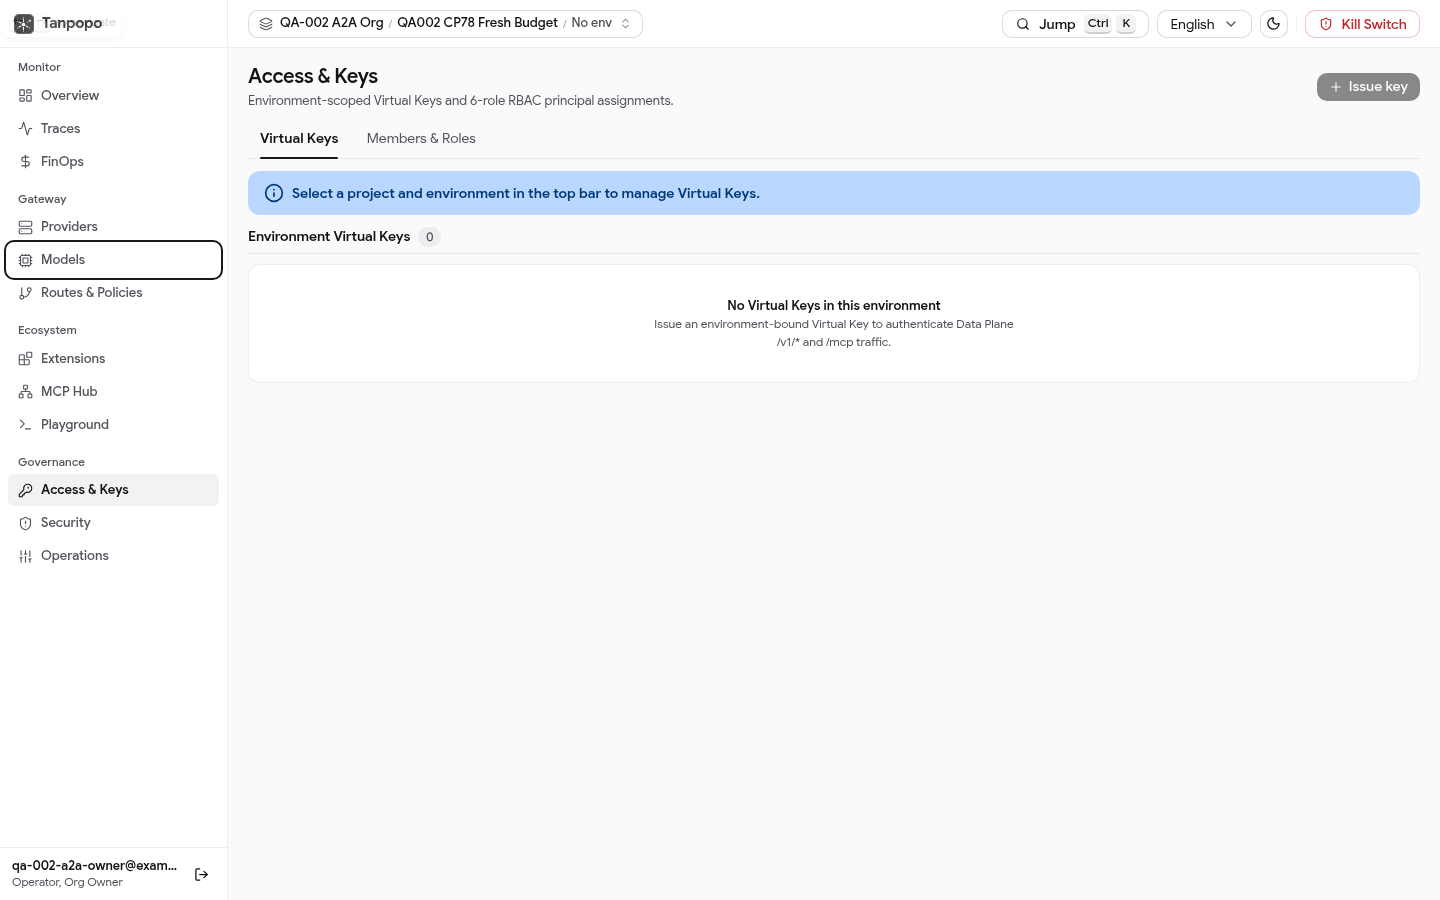 Tanpopo
QA-002 A2A Org / QA002 CP78 Fresh Budget / No env
Jump Ctrl K
English
Kill Switch
Monitor
Overview
Traces
FinOps
Gateway
Providers
Models
Routes & Policies
Ecosystem
Extensions
MCP Hub
Playground
Governance
Access & Keys
Security
Operations
qa-002-a2a-owner@exam...
Operator, Org Owner
Access & Keys
Environment-scoped Virtual Keys and 6-role RBAC principal assignments.
Issue key
Virtual Keys
Members & Roles
Select a project and environment in the top bar to manage Virtual Keys.
Environment Virtual Keys 0
No Virtual Keys in this environment
Issue an environment-bound Virtual Key to authenticate Data Plane
/v1/* and /mcp traffic.